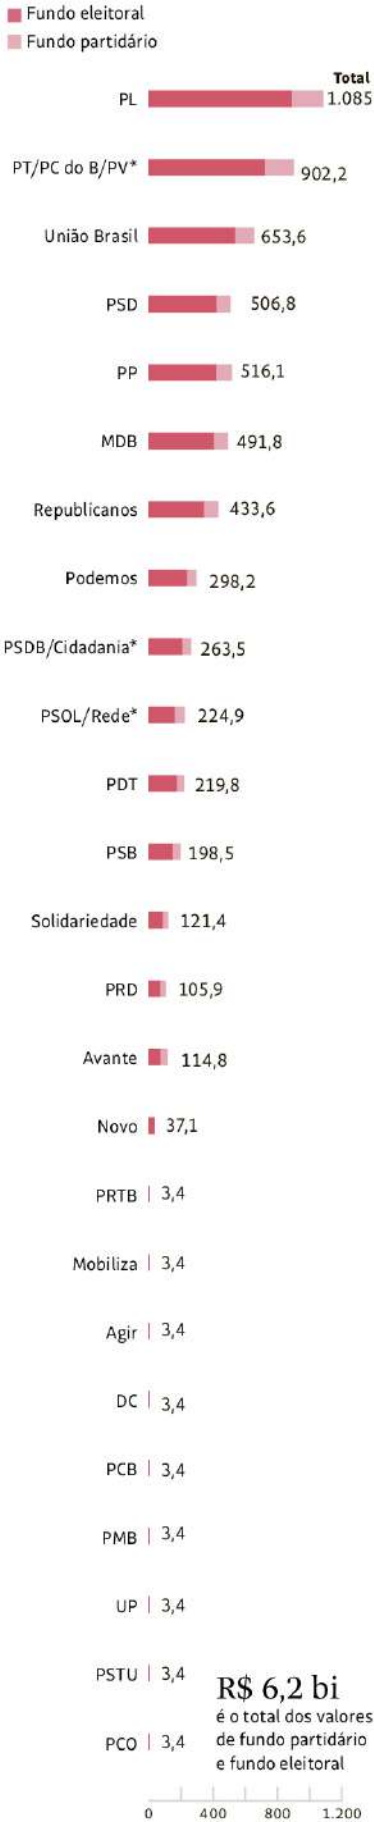 Fundo eleitoral
Fundo partidário
Total
PL 1.085
PT/PC do B/PV* 902,2
União Brasil 653,6
PSD 506,8
PP 516,1
MDB 491,8
Republicanos 433,6
Podemos 298,2
PSDB/Cidadania* 263,5
PSOL/Rede* 224,9
PDT 219,8
PSB 198,5
Solidariedade 121,4
PRD 105,9
Avante 114,8
Novo 37,1
PRTB 3,4
Mobiliza 3,4
Agir 3,4
DC 3,4
PCB 3,4
PMB 3,4
UP 3,4
PSTU 3,4
PCO 3,4
R$ 6,2 bi
é o total dos valores
de fundo partidário
e fundo eleitoral
0 400 800 1.200